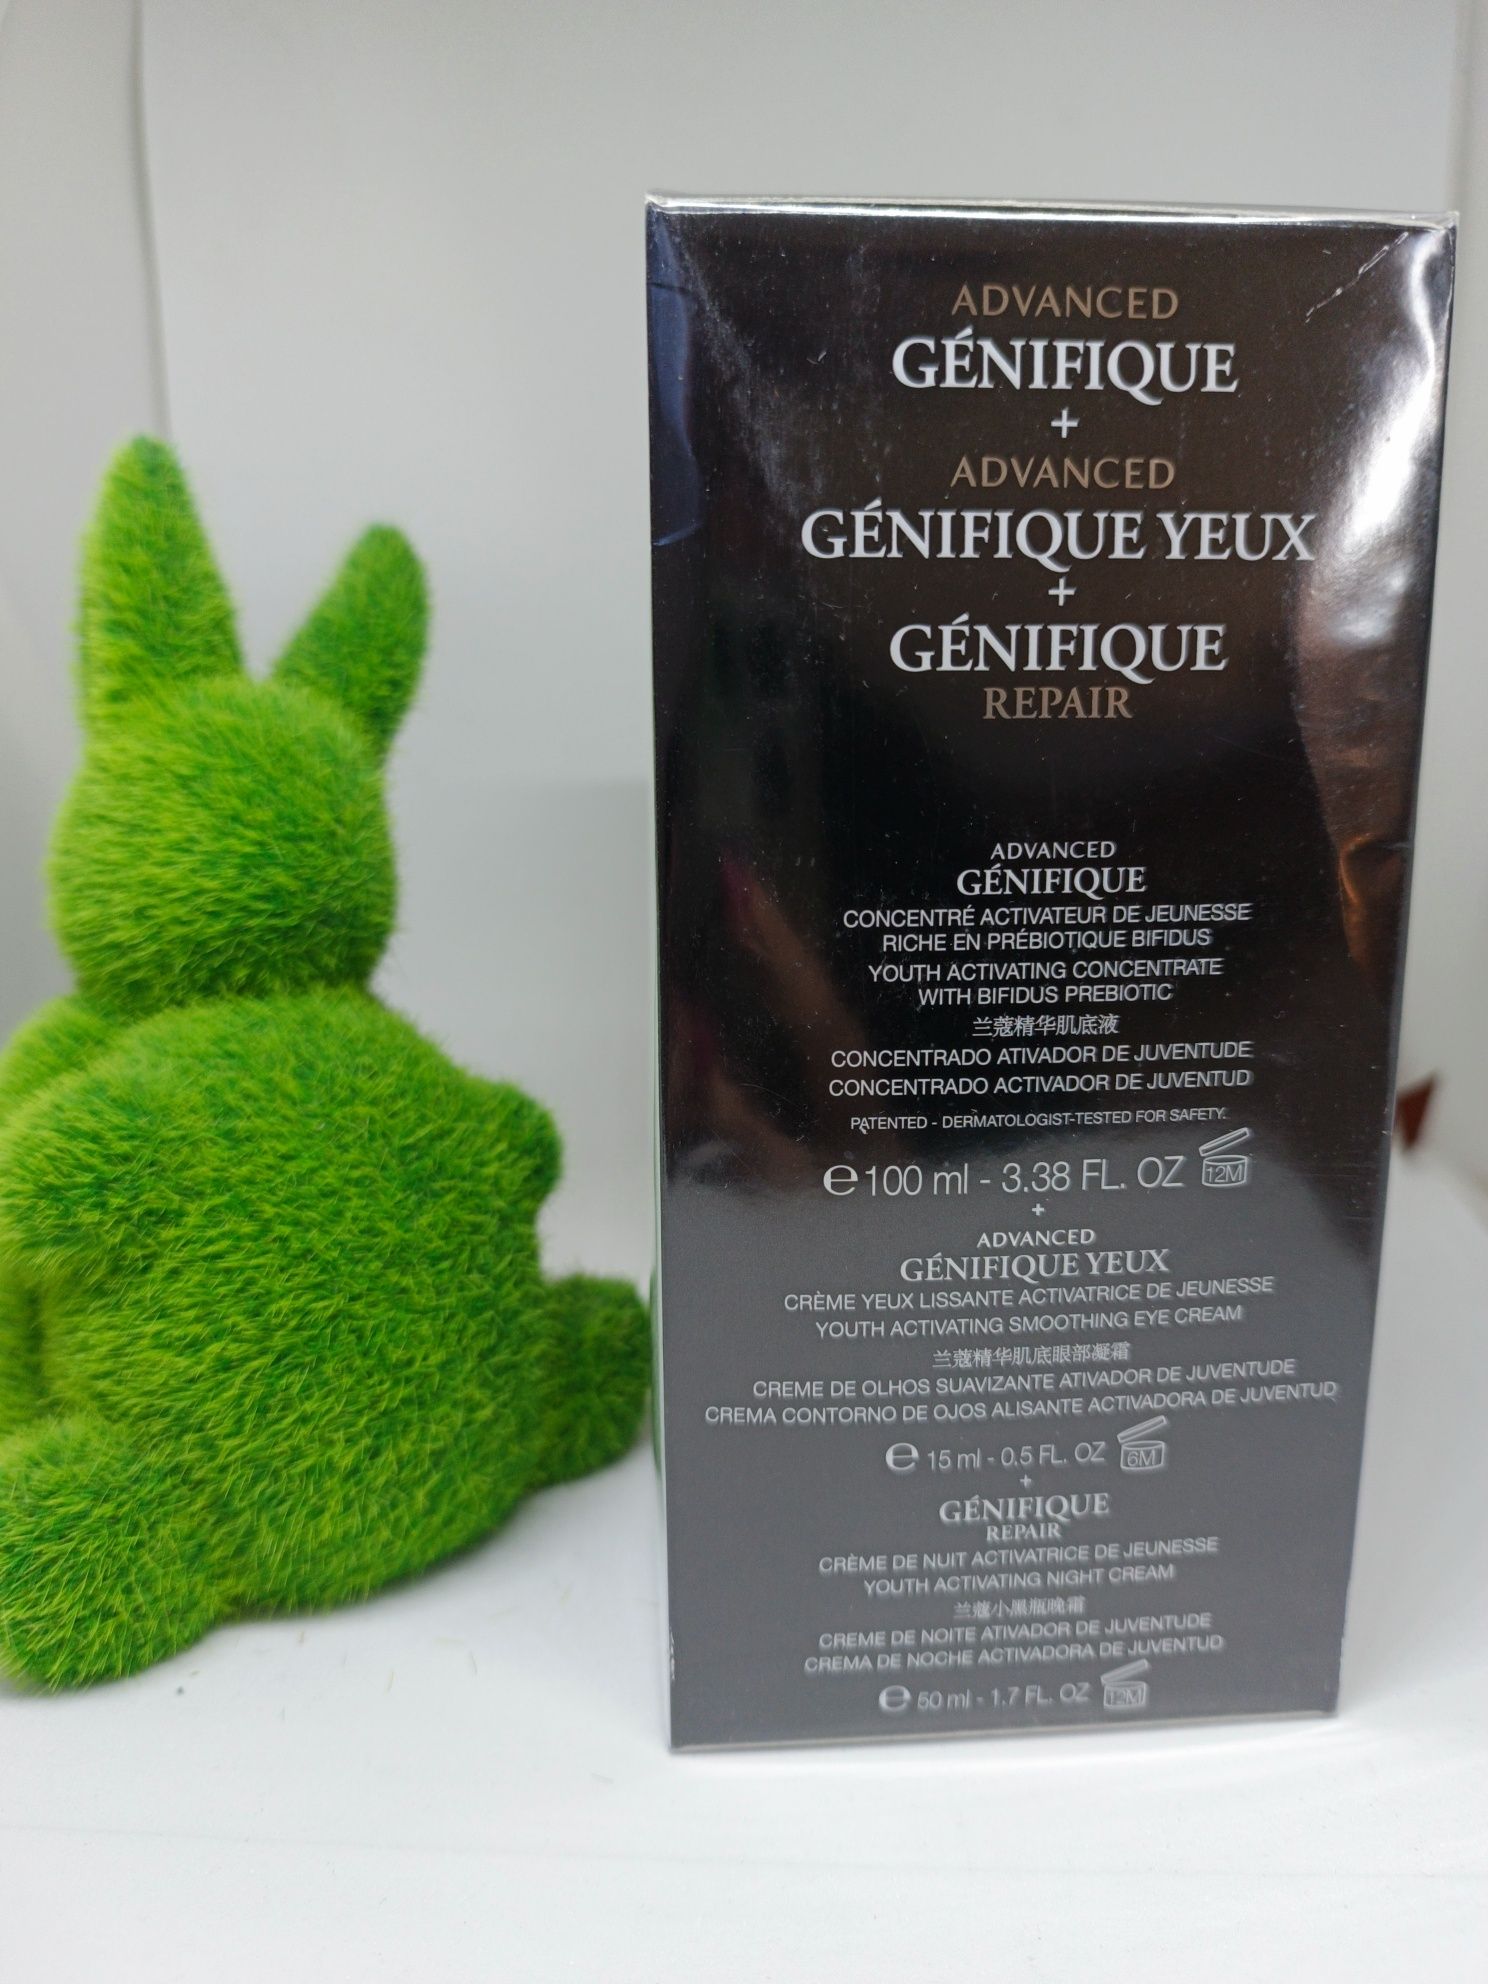 ADVANCED
GÉNIFIQUE
+
ADVANCED
GÉNIFIQUE YEUX
+
GÉNIFIQUE
REPAIR
ADVANCED
GÉNIFIQUE
CONCENTRÉ ACTIVATEUR DE JEUNESSE
RICHE EN PRÉBIOTIQUE BIFIDUS
YOUTH ACTIVATING CONCENTRATE
WITH BIFIDUS PREBIOTIC
兰蔻精华肌底液
CONCENTRADO ATIVADOR DE JUVENTUDE
CONCENTRADO ACTIVADOR DE JUVENTUD
PATENTED - DERMATOLOGIST-TESTED FOR SAFETY.
℮ 100 ml - 3.38 FL. OZ 12M
+
ADVANCED
GÉNIFIQUE YEUX
CRÈME YEUX LISSANTE ACTIVATRICE DE JEUNESSE
YOUTH ACTIVATING SMOOTHING EYE CREAM
兰蔻精华肌底眼部凝霜
CREME DE OLHOS SUAVIZANTE ATIVADOR DE JUVENTUDE
CREMA CONTORNO DE OJOS ALISANTE ACTIVADORA DE JUVENTUD
℮ 15 ml - 0.5 FL. OZ 6M
+
GÉNIFIQUE
REPAIR
CRÈME DE NUIT ACTIVATRICE DE JEUNESSE
YOUTH ACTIVATING NIGHT CREAM
兰蔻小黑瓶晚霜
CREME DE NOITE ATIVADOR DE JUVENTUDE
CREMA DE NOCHE ACTIVADORA DE JUVENTUD
℮ 50 ml - 1.7 FL. OZ 12M